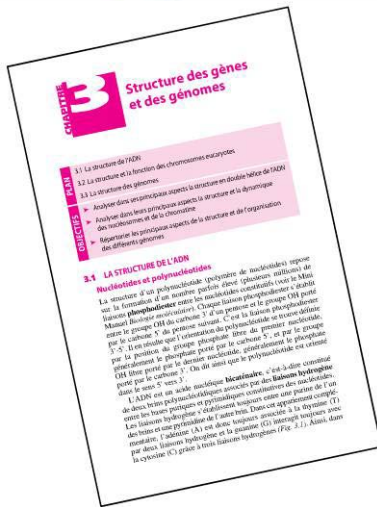 CHAPITRE
3
Structure des gènes
et des génomes
PLAN
3.1 La structure de l'ADN
3.2 La structure et la fonction des chromosomes eucaryotes
3.3 La structure des génomes
OBJECTIFS
➤ Analyser dans ses principaux aspects la structure en double hélice de l'ADN
➤ Analyser dans leurs principaux aspects la structure et la dynamique
des nucléosomes et de la chromatine
➤ Répertorier les principaux aspects de la structure et de l'organisation
des différents génomes
3.1 LA STRUCTURE DE L'ADN
Nucléotides et polynucléotides
La structure d'un polynucléotide (polymère de nucléotides) repose
sur la formation d'un nombre parfois élevé (plusieurs millions) de
liaisons phosphodiester entre les nucléotides constitutifs (voir le Mini
Manuel Biologie moléculaire). Chaque liaison phosphodiester s'établit
entre le groupe OH du carbone 3' d'un pentose et le groupe OH porté
par le carbone 5' du pentose suivant. C'est la liaison phosphodiester
3'-5'. Il en résulte que l'orientation du polynucléotide se trouve définie
par la position du groupe phosphate libre du premier nucléotide,
généralement le phosphate porté par le carbone 5', et par le groupe
OH libre porté par le dernier nucléotide, généralement le phosphate
porté par le carbone 3'. On dit ainsi que le polynucléotide est orienté
dans le sens 5' vers 3'.
L'ADN est un acide nucléique bicaténaire, c'est-à-dire constitué
de deux brins polynucléotidiques associés par des liaisons hydrogène
entre les bases puriques et pyrimidiques constitutives des nucléotides.
Les liaisons hydrogène s'établissent toujours entre une purine de l'un
des brins et une pyrimidine de l'autre brin. Dans cet appariement complé-
mentaire, l'adénine (A) est donc toujours associée à la thymine (T)
par deux liaisons hydrogène et la guanine (G) interagit toujours avec
la cytosine (C) grâce à trois liaisons hydrogènes (Fig. 3.1). Ainsi, dans